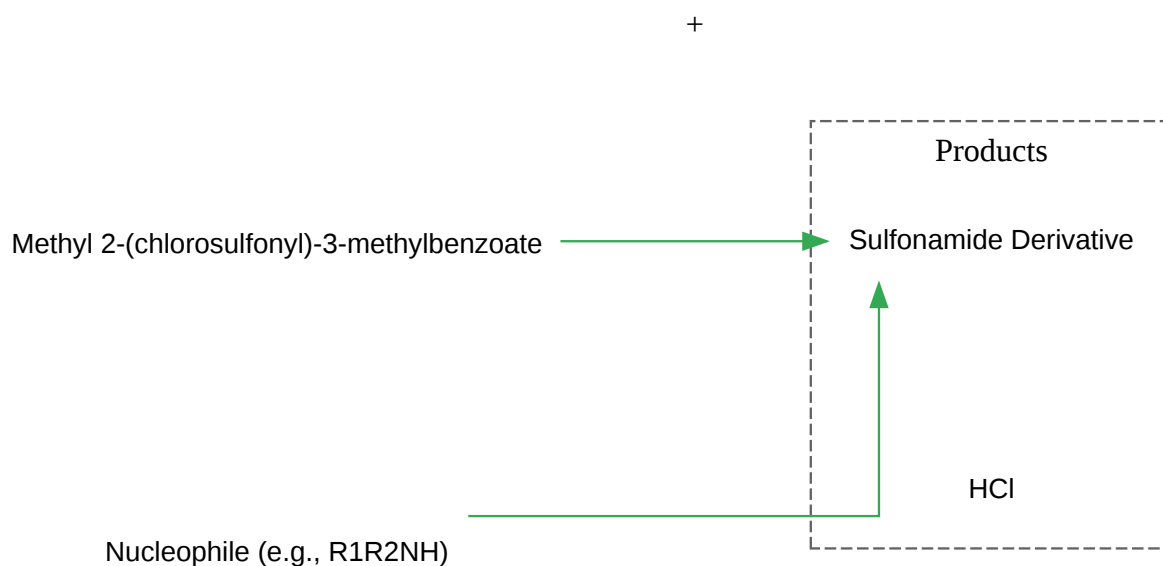 +
Products
Methyl 2-(chlorosulfonyl)-3-methylbenzoate
Sulfonamide Derivative
HCl
Nucleophile (e.g., R1R2NH)